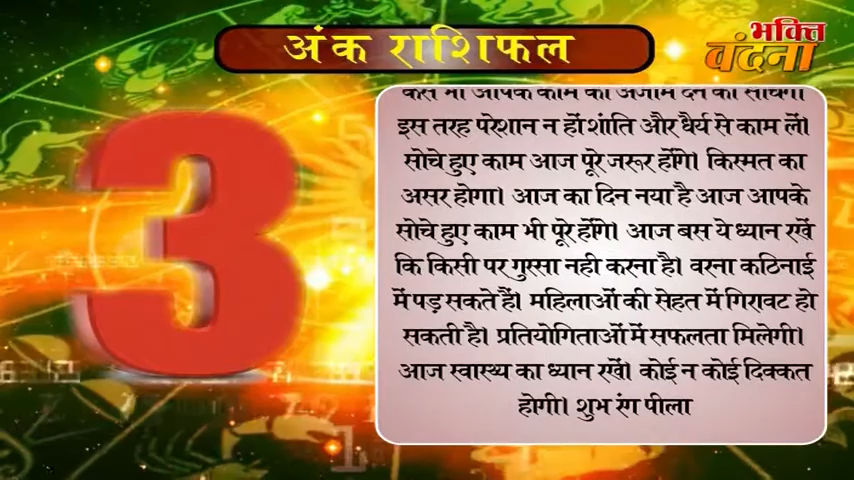 अंक राशिफल
भक्ति
वंदना
3
इस तरह परेशान न हों शांति और धैर्य से काम लें।
सोचे हुए काम आज पूरे जरूर होंगे। किस्मत का
असर होगा। आज का दिन नया है आज आपके
सोचे हुए काम भी पूरे होंगे। आज बस ये ध्यान रखें
कि किसी पर गुस्सा नही करना है। वरना कठिनाई
में पड़ सकते हैं। महिलाओं की सेहत में गिरावट हो
सकती है। प्रतियोगिताओं में सफलता मिलेगी।
आज स्वास्थ्य का ध्यान रखें। कोई न कोई दिक्कत
होगी। शुभ रंग पीला